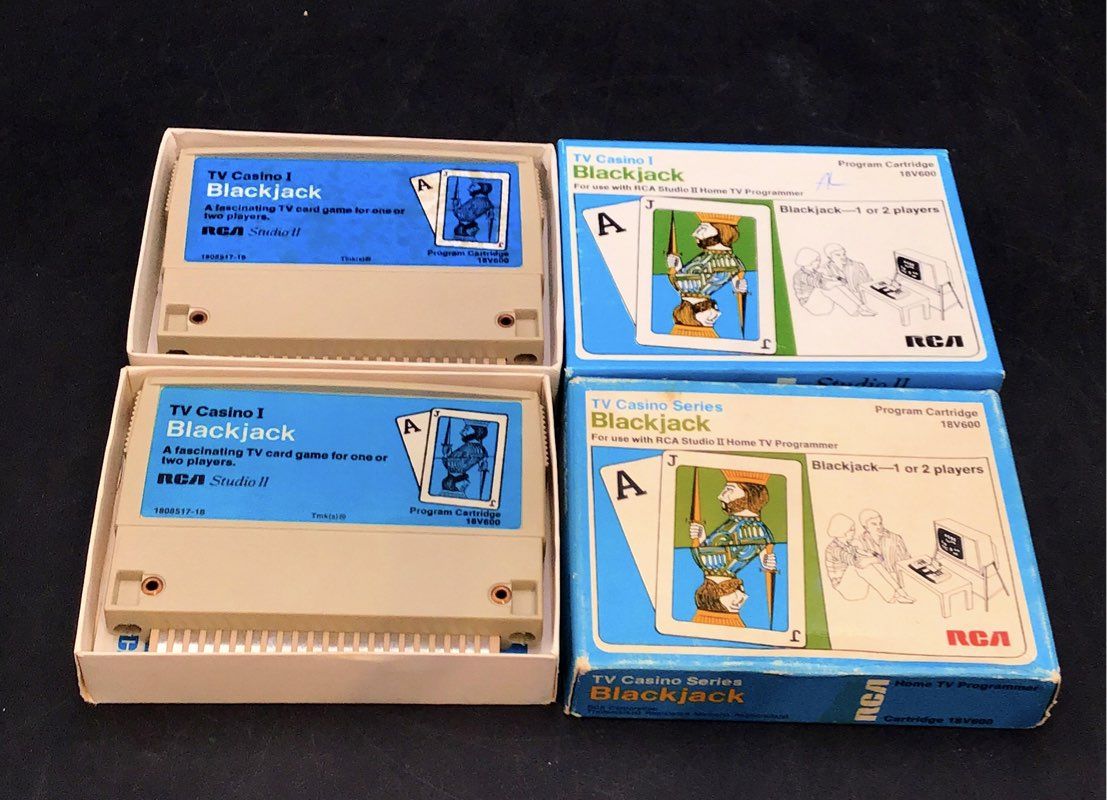 TV Casino I
Blackjack
A fascinating TV card game for one or
two players.
RCA Studio II
1808517-18
Tmk(s)®
Program Cartridge
18V600
A
J
TV Casino I
Blackjack
For use with RCA Studio II Home TV Programmer
Program Cartridge
18V600
Blackjack—1 or 2 players
A
J
J
RCA
Studio II
TV Casino I
Blackjack
A fascinating TV card game for one or
two players.
RCA Studio II
1808517-18
Tmk(s)®
Program Cartridge
18V600
A
J
J
TV Casino Series
Blackjack
For use with RCA Studio II Home TV Programmer
Program Cartridge
18V600
Blackjack—1 or 2 players
A
J
J
RCA
TV Casino Series
Blackjack
RCA Corporation
RCA
Home TV Programmer
Cartridge 18V600